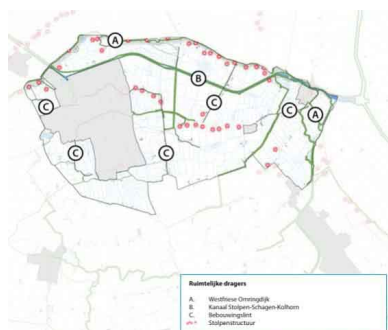 A
B
C
C
C
A
C
C
Ruimtelijke dragers
A. Westfriese Omringdijk
B. Kanaal Stolpen-Schagen-Kolhorn
C. Bebouwingslint
Stolpenstructuur